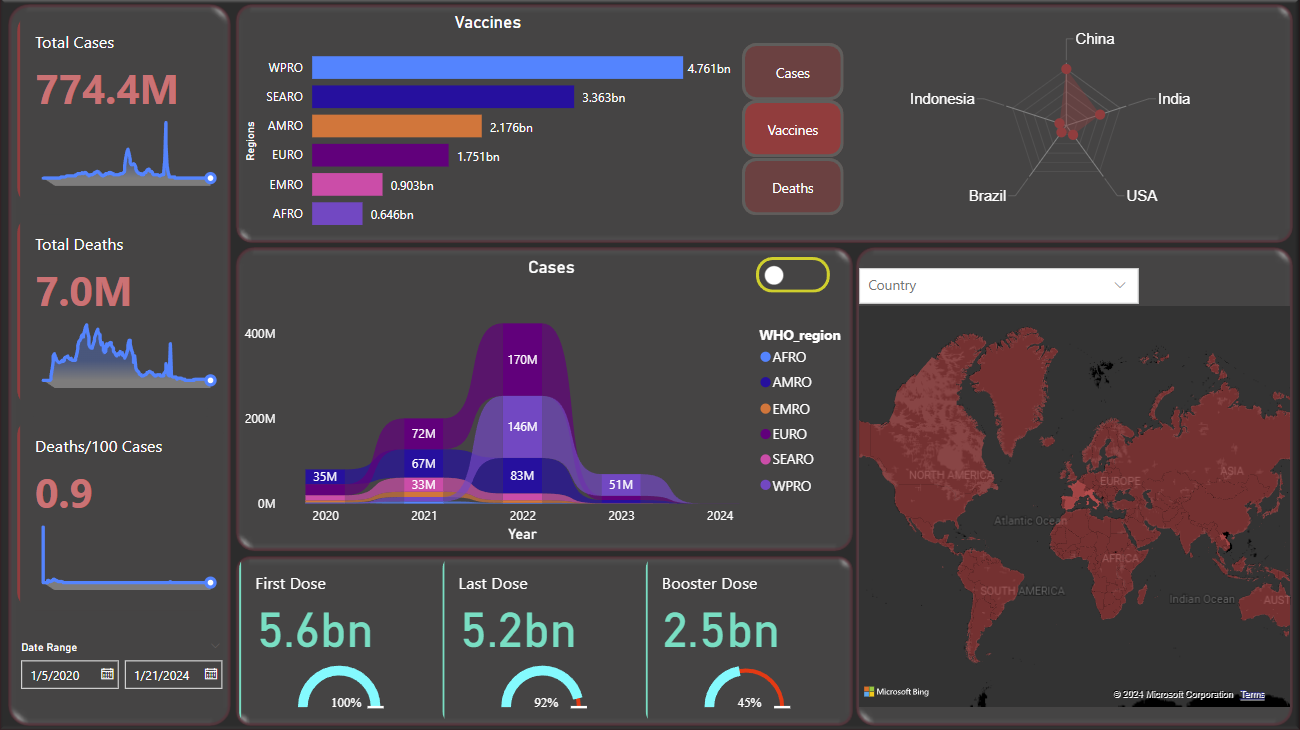 Total Cases
774.4M
Total Deaths
7.0M
Deaths/100 Cases
0.9
Date Range
1/5/2020
1/21/2024
Vaccines
Regions
WPRO
4.761bn
SEARO
3.363bn
AMRO
2.176bn
EURO
1.751bn
EMRO
0.903bn
AFRO
0.646bn
Cases
Vaccines
Deaths
China
India
USA
Brazil
Indonesia
Cases
400M
200M
0M
35M
72M
67M
33M
170M
146M
83M
51M
2020
2021
2022
2023
2024
Year
WHO_region
AFRO
AMRO
EMRO
EURO
SEARO
WPRO
First Dose
5.6bn
100%
Last Dose
5.2bn
92%
Booster Dose
2.5bn
45%
Country
NORTH AMERICA
EUROPE
ASIA
Atlantic Ocean
AFRICA
SOUTH AMERICA
Indian Ocean
AUST
Microsoft Bing
© 2024 Microsoft Corporation Terms